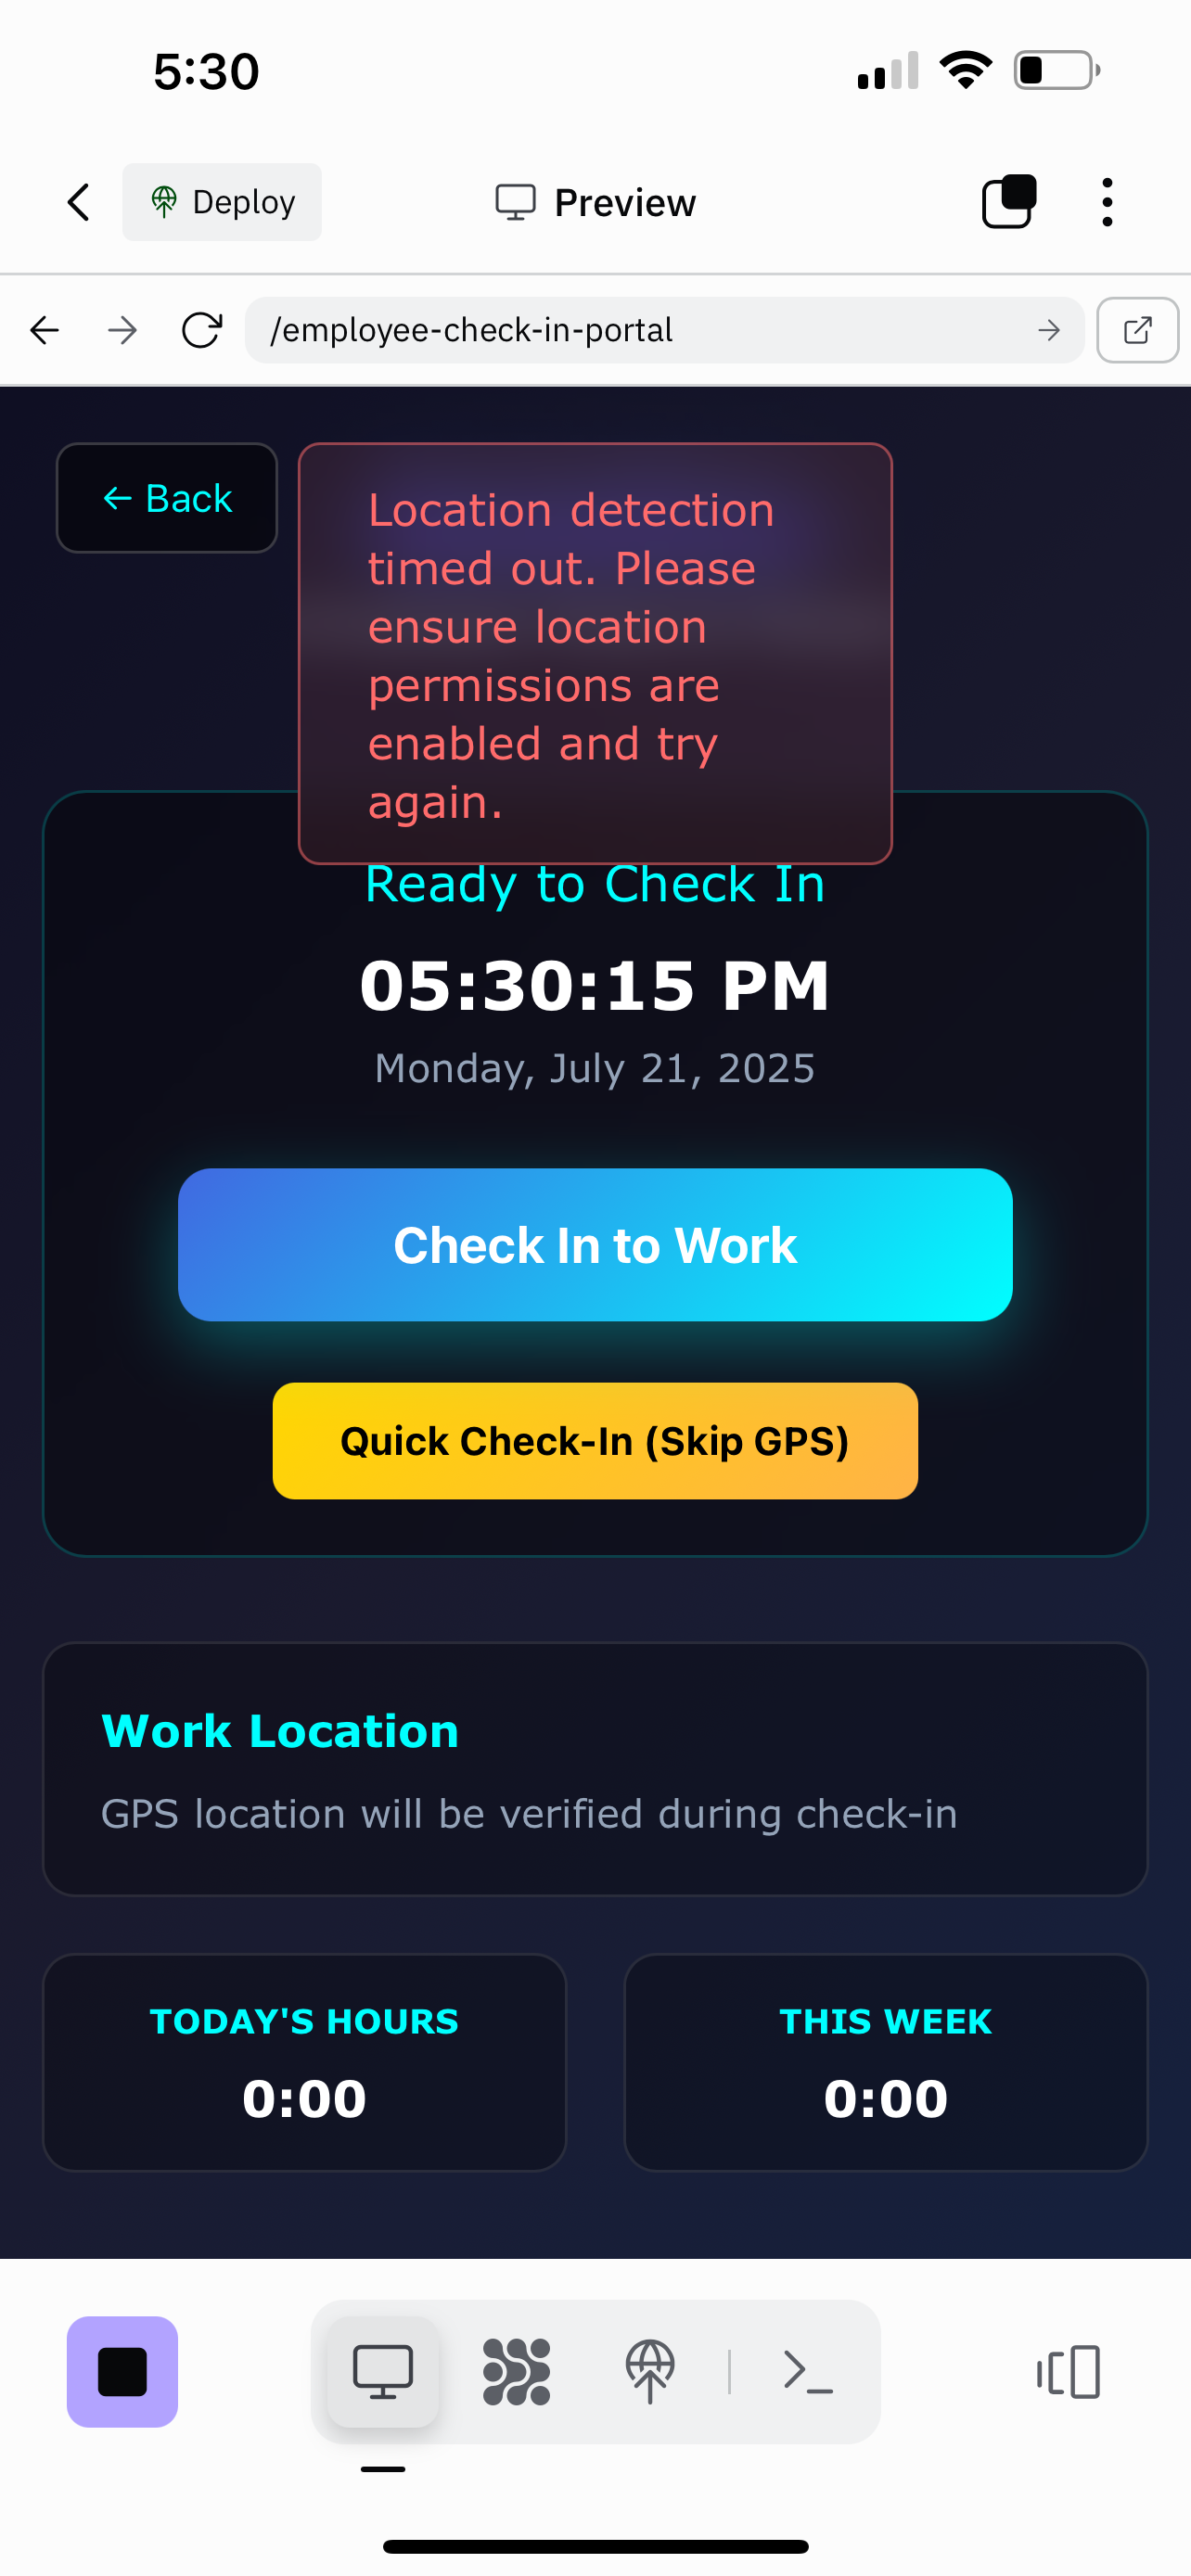 5:30
Deploy
Preview
/employee-check-in-portal
← Back
Location detection
timed out. Please
ensure location
permissions are
enabled and try
again.
Ready to Check In
05:30:15 PM
Monday, July 21, 2025
Check In to Work
Quick Check-In (Skip GPS)
Work Location
GPS location will be verified during check-in
TODAY'S HOURS
0:00
THIS WEEK
0:00